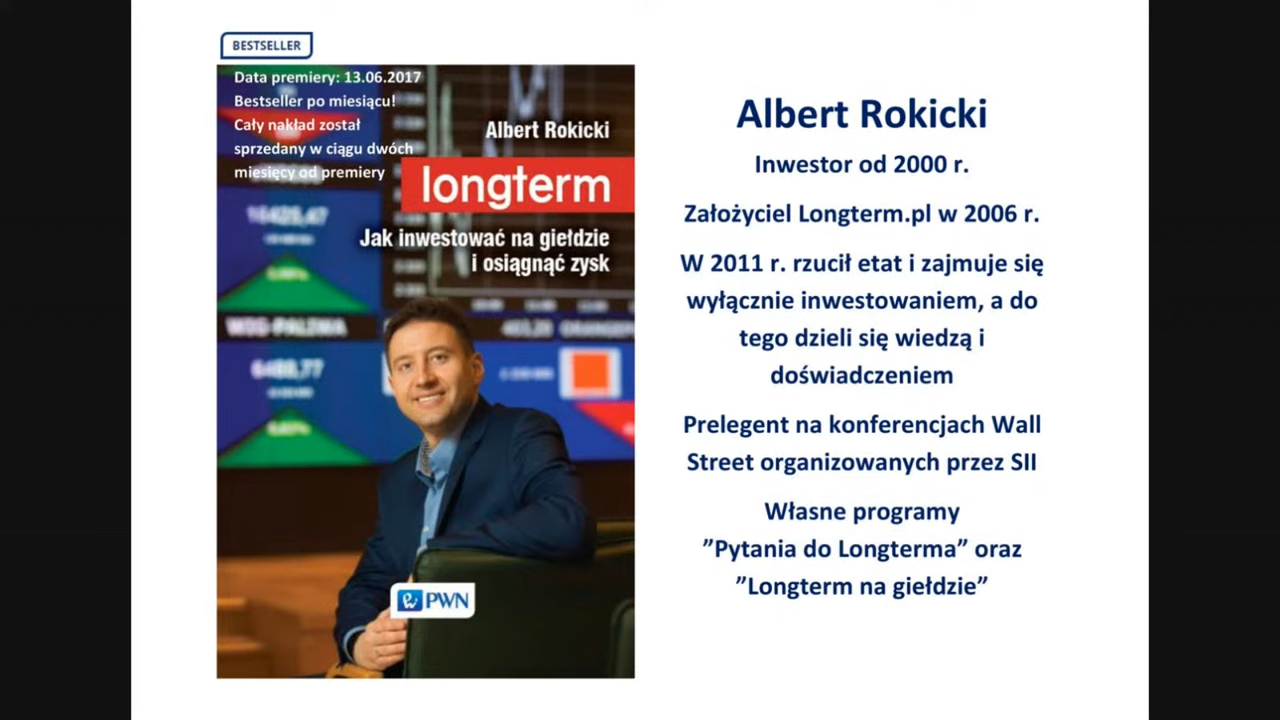 BESTSELLER
Data premiery: 13.06.2017
Bestseller po miesiącu!
Cały nakład został
sprzedany w ciągu dwóch
miesięcy od premiery
Albert Rokicki
longterm
Jak inwestować na giełdzie
i osiągnąć zysk
PWN
Albert Rokicki
Inwestor od 2000 r.
Założyciel Longterm.pl w 2006 r.
W 2011 r. rzucił etat i zajmuje się
wyłącznie inwestowaniem, a do
tego dzieli się wiedzą i
doświadczeniem
Prelegent na konferencjach Wall
Street organizowanych przez SII
Własne programy
”Pytania do Longterma” oraz
”Longterm na giełdzie”